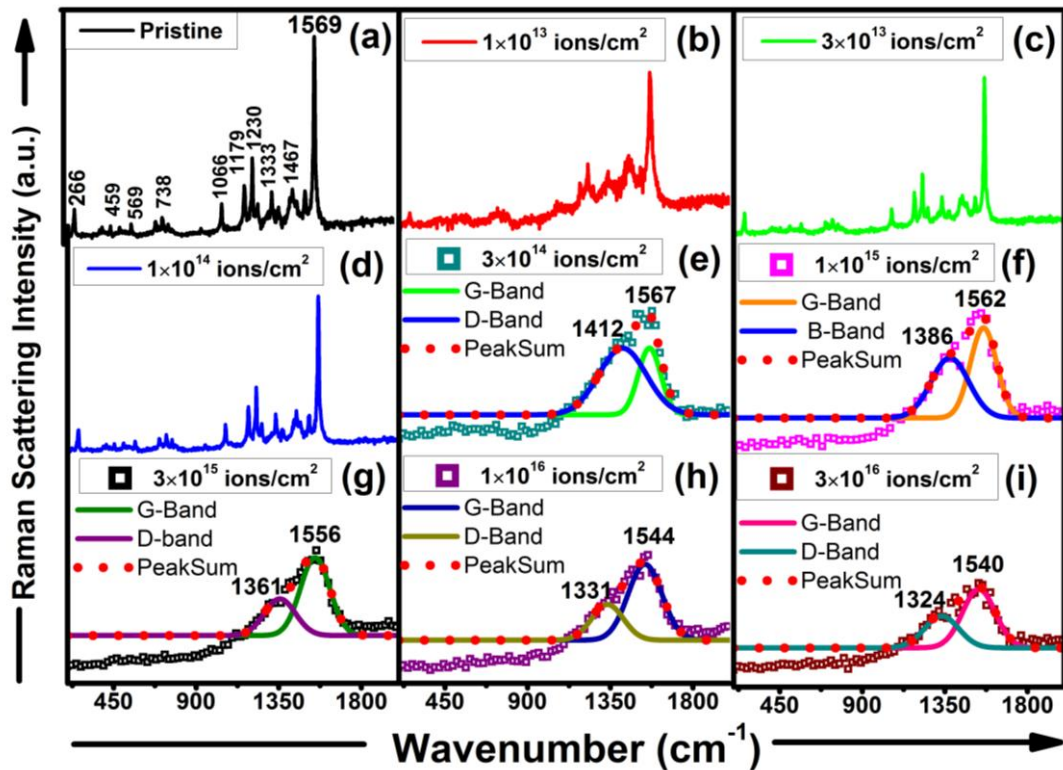 Raman Scattering Intensity (a.u.)
Pristine
(a)
1569
266
459
569
738
1066
1179
1230
1333
1467
1×10¹³ ions/cm²
(b)
3×10¹³ ions/cm²
(c)
1×10¹⁴ ions/cm²
(d)
3×10¹⁴ ions/cm²
(e)
G-Band
D-Band
PeakSum
1412
1567
1×10¹⁵ ions/cm²
(f)
G-Band
B-Band
PeakSum
1386
1562
3×10¹⁵ ions/cm²
(g)
G-Band
D-band
PeakSum
1361
1556
1×10¹⁶ ions/cm²
(h)
G-Band
D-Band
PeakSum
1331
1544
3×10¹⁶ ions/cm²
(i)
G-Band
D-Band
PeakSum
1324
1540
450 900 1350 1800
450 900 1350 1800
450 900 1350 1800
Wavenumber (cm⁻¹)